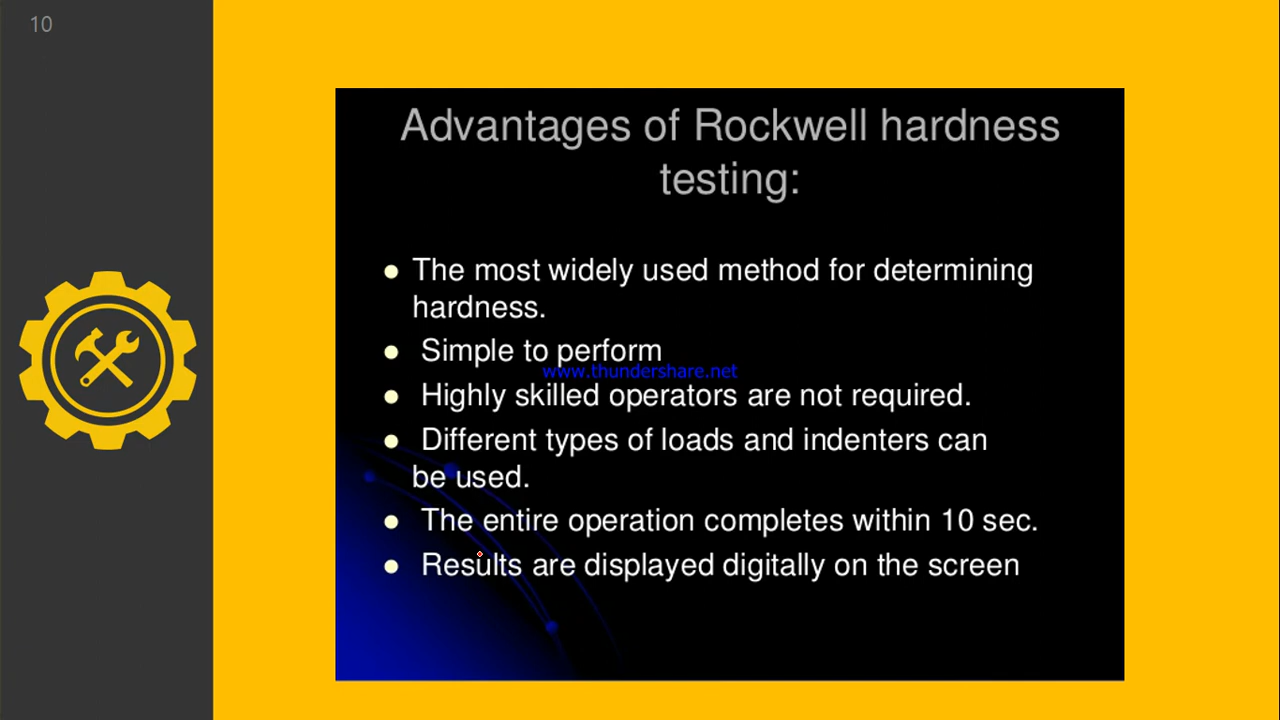 10
Advantages of Rockwell hardness
testing:
● The most widely used method for determining
hardness.
● Simple to perform
www.thundershare.net
● Highly skilled operators are not required.
● Different types of loads and indenters can
be used.
● The entire operation completes within 10 sec.
● Results are displayed digitally on the screen